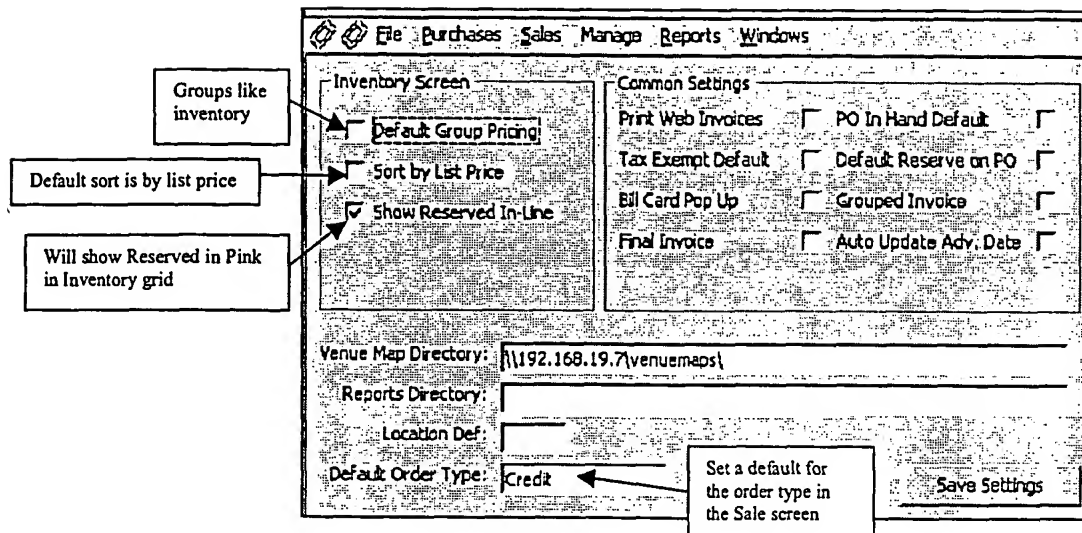 File Purchases Sales Manage Reports Windows
Groups like
inventory
Default sort is by list price
Will show Reserved in Pink
in Inventory grid
Inventory Screen
Default Group Pricing
Sort by List Price
Show Reserved In-Line
Common Settings
Print Web Invoices PO In Hand Default
Tax Exempt Default Default Reserve on PO
Bill Card Pop Up Grouped Invoice
Final Invoice Auto Update Adv. Date
Venue Map Directory: \\192.168.19.7\venuemaps\
Reports Directory:
Location Def:
Default Order Type: Credit
Set a default for
the order type in
the Sale screen
Save Settings